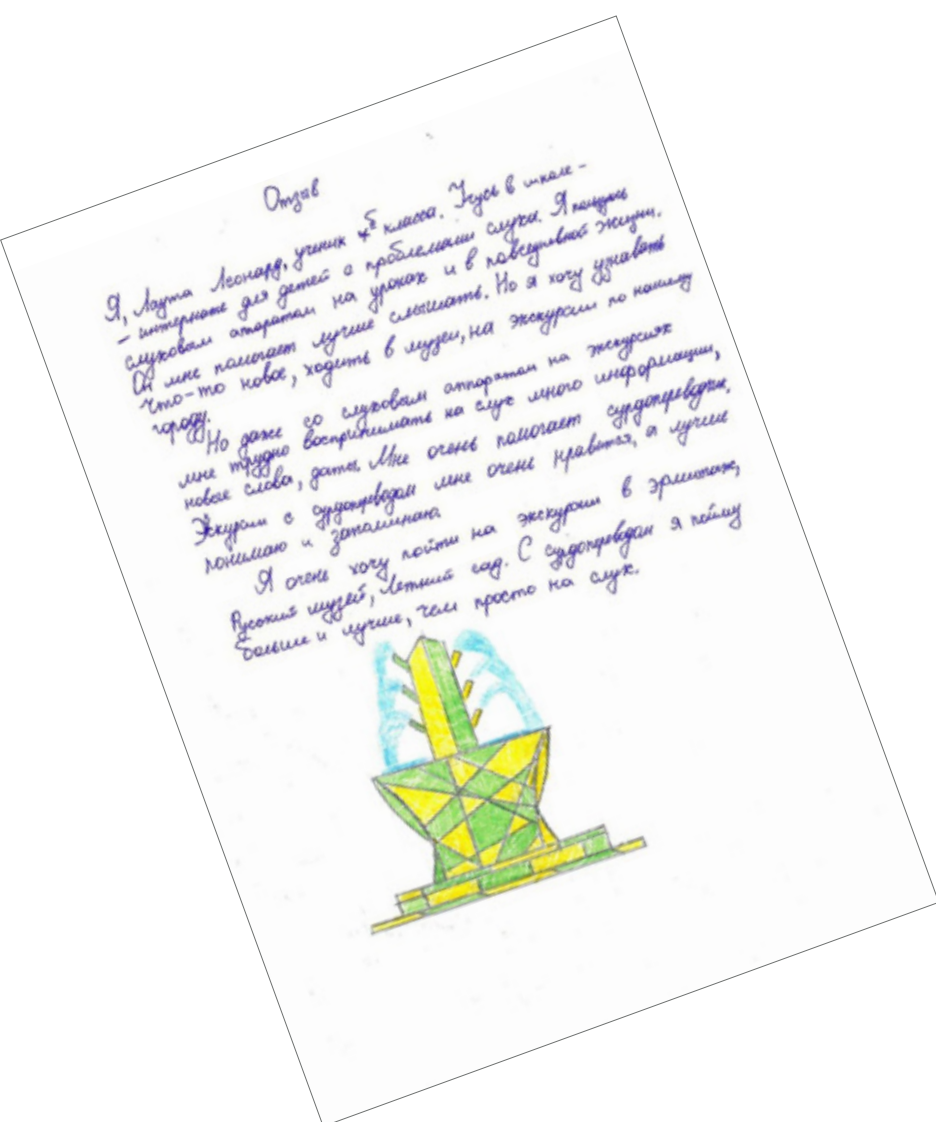 Отзыв
Я, Лаута Леонард, ученик 4б класса. Учусь в школе-
- интернате для детей с проблемами слуха. Я пользуюсь
слуховым апаратом на уроках и в повседневной жизни.
Он мне помогает лучше слышать. Но я хочу узнавать
что-то новое, ходить в музеи, на экскурсии по нашему
городу.
Но даже со слуховым аппаратом на экскурсиях
мне трудно воспринимать на слух много информации,
новые слова, даты. Мне очень помогает сурдопереводчик.
Экскурсии с сурдопереводом мне очень нравятся, я лучше
понимаю и запоминаю.
Я очень хочу пойти на экскурсии в эрмитаж,
Русский музей, Летний сад. С сурдопереводом я пойму
больше и лучше, чем просто на слух.